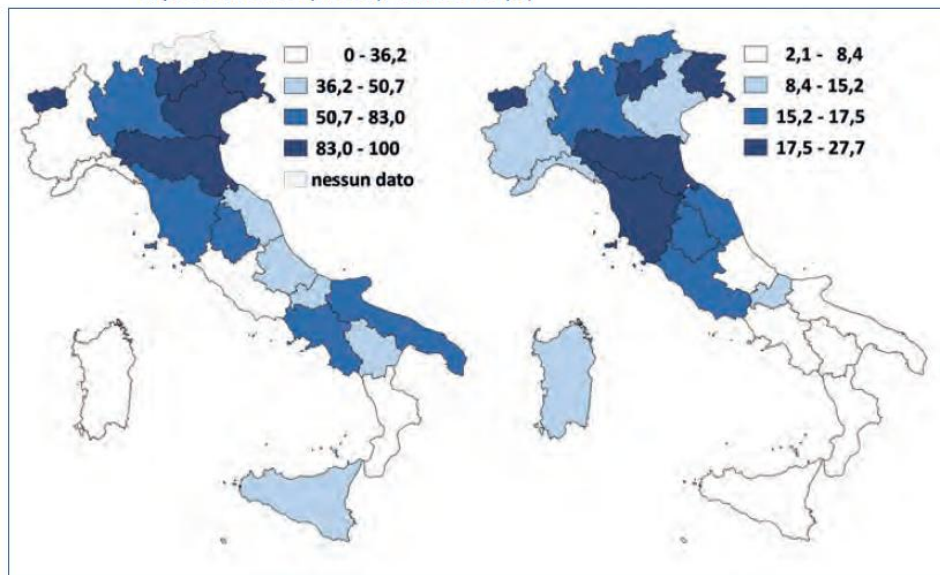 0 - 36,2
36,2 - 50,7
50,7 - 83,0
83,0 - 100
nessun dato
2,1 - 8,4
8,4 - 15,2
15,2 - 17,5
17,5 - 27,7